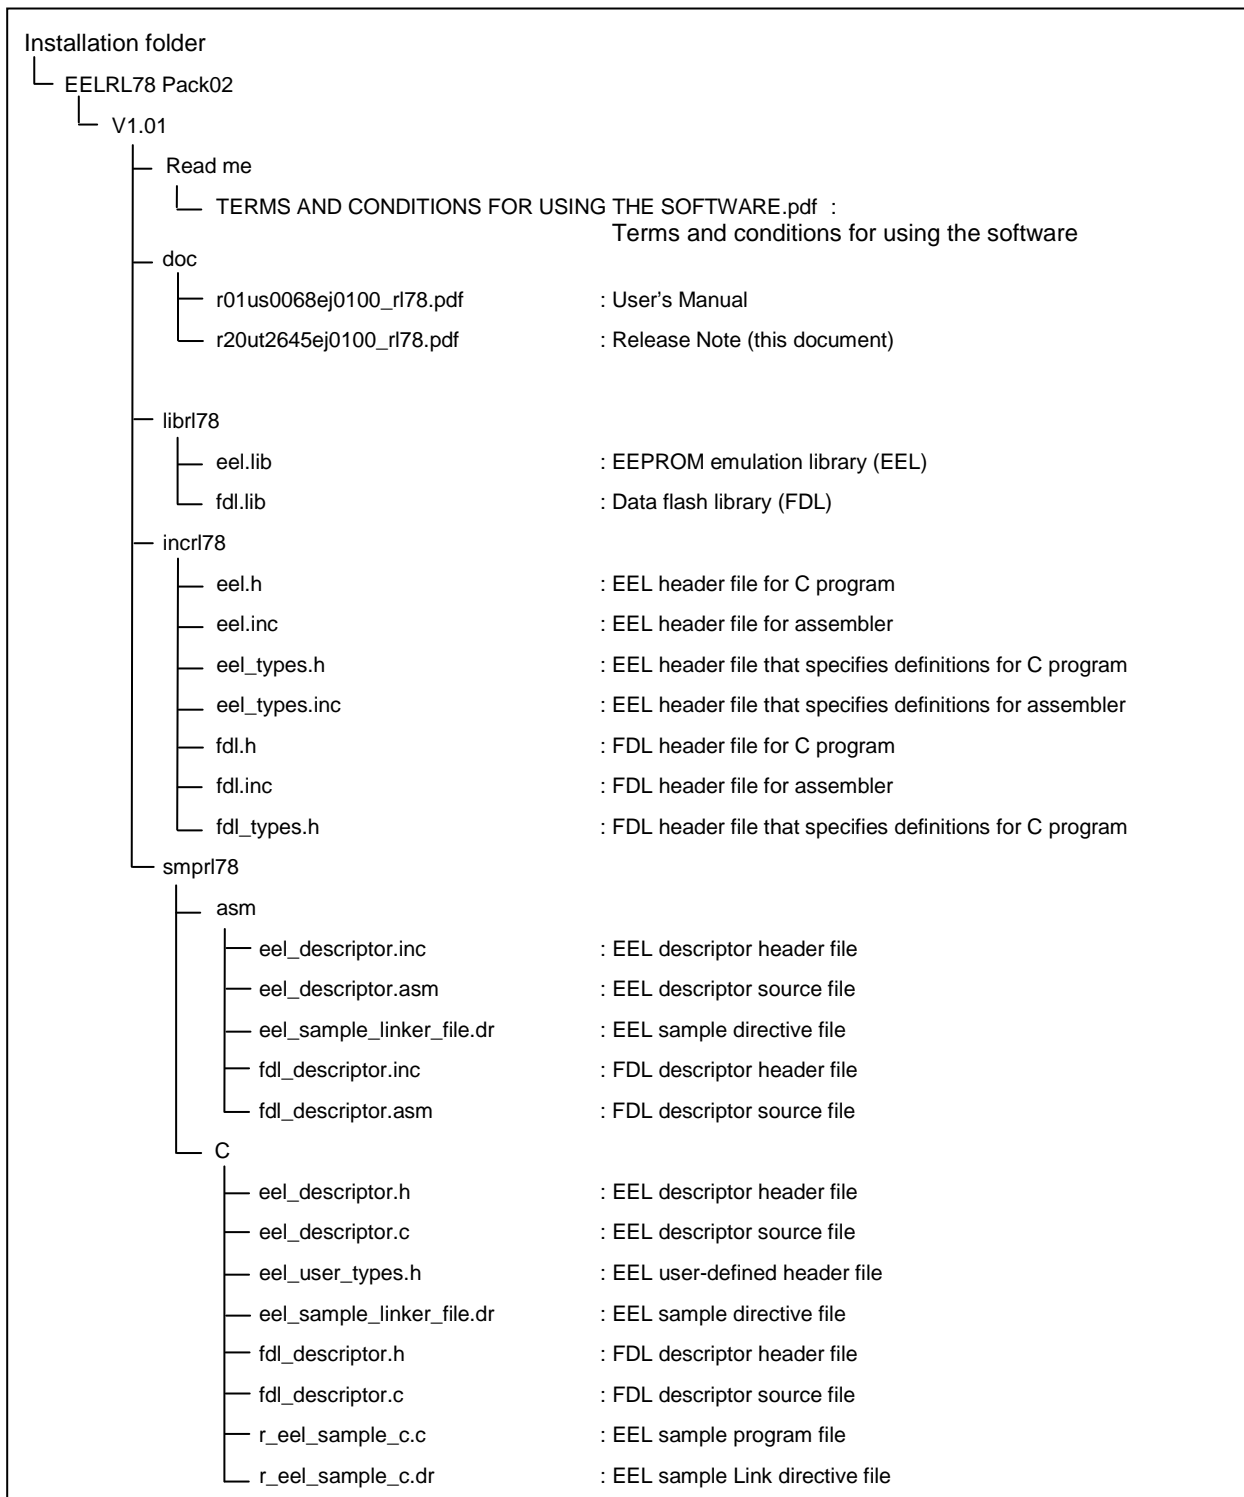 Installation folder
EELRL78 Pack02
V1.01
Read me
TERMS AND CONDITIONS FOR USING THE SOFTWARE.pdf :
Terms and conditions for using the software
doc
r01us0068ej0100_rl78.pdf : User's Manual
r20ut2645ej0100_rl78.pdf : Release Note (this document)
librl78
eel.lib : EEPROM emulation library (EEL)
fdl.lib : Data flash library (FDL)
incrl78
eel.h : EEL header file for C program
eel.inc : EEL header file for assembler
eel_types.h : EEL header file that specifies definitions for C program
eel_types.inc : EEL header file that specifies definitions for assembler
fdl.h : FDL header file for C program
fdl.inc : FDL header file for assembler
fdl_types.h : FDL header file that specifies definitions for C program
smprl78
asm
eel_descriptor.inc : EEL descriptor header file
eel_descriptor.asm : EEL descriptor source file
eel_sample_linker_file.dr : EEL sample directive file
fdl_descriptor.inc : FDL descriptor header file
fdl_descriptor.asm : FDL descriptor source file
C
eel_descriptor.h : EEL descriptor header file
eel_descriptor.c : EEL descriptor source file
eel_user_types.h : EEL user-defined header file
eel_sample_linker_file.dr : EEL sample directive file
fdl_descriptor.h : FDL descriptor header file
fdl_descriptor.c : FDL descriptor source file
r_eel_sample_c.c : EEL sample program file
r_eel_sample_c.dr : EEL sample Link directive file